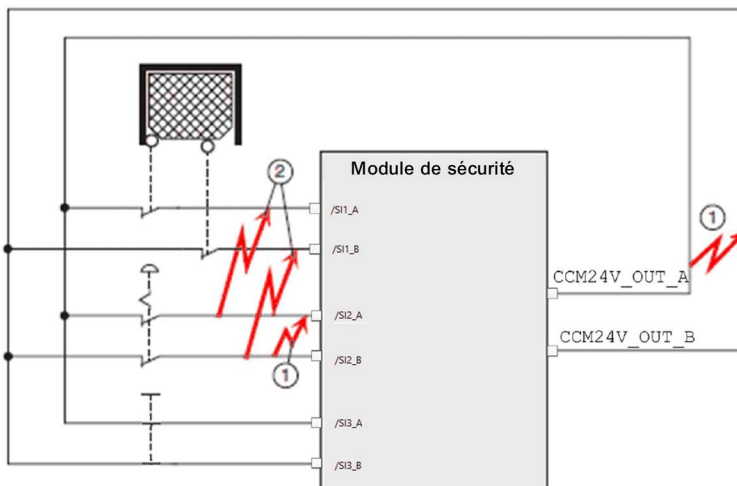 Module de sécurité
②
/SI1_A
①
/SI1_B
CCM24V_OUT_A
/SI2_A
CCM24V_OUT_B
/SI2_B
①
/SI3_A
/SI3_B